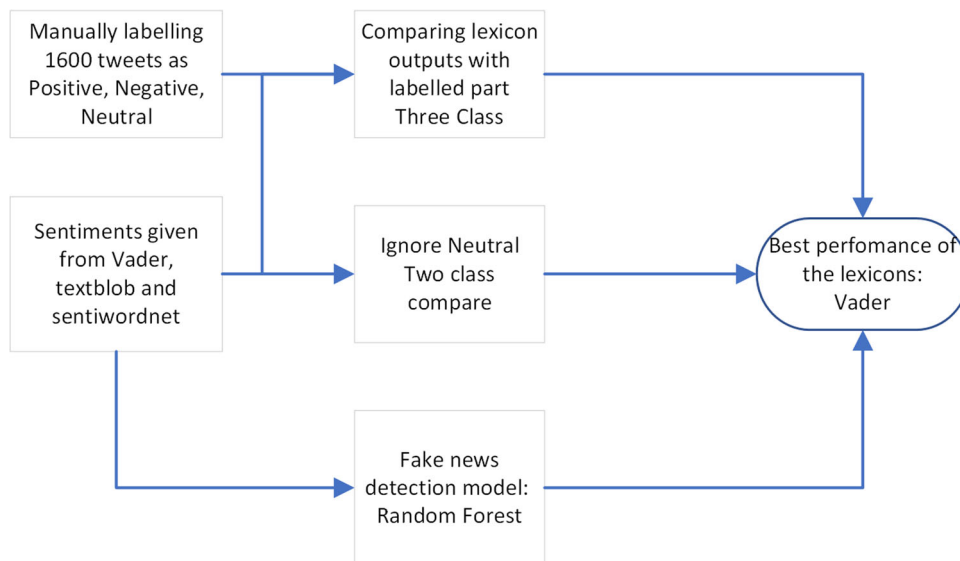 Manually labelling
1600 tweets as
Positive, Negative,
Neutral
Comparing lexicon
outputs with
labelled part
Three Class
Sentiments given
from Vader,
textblob and
sentiwordnet
Ignore Neutral
Two class
compare
Best perfomance of
the lexicons:
Vader
Fake news
detection model:
Random Forest